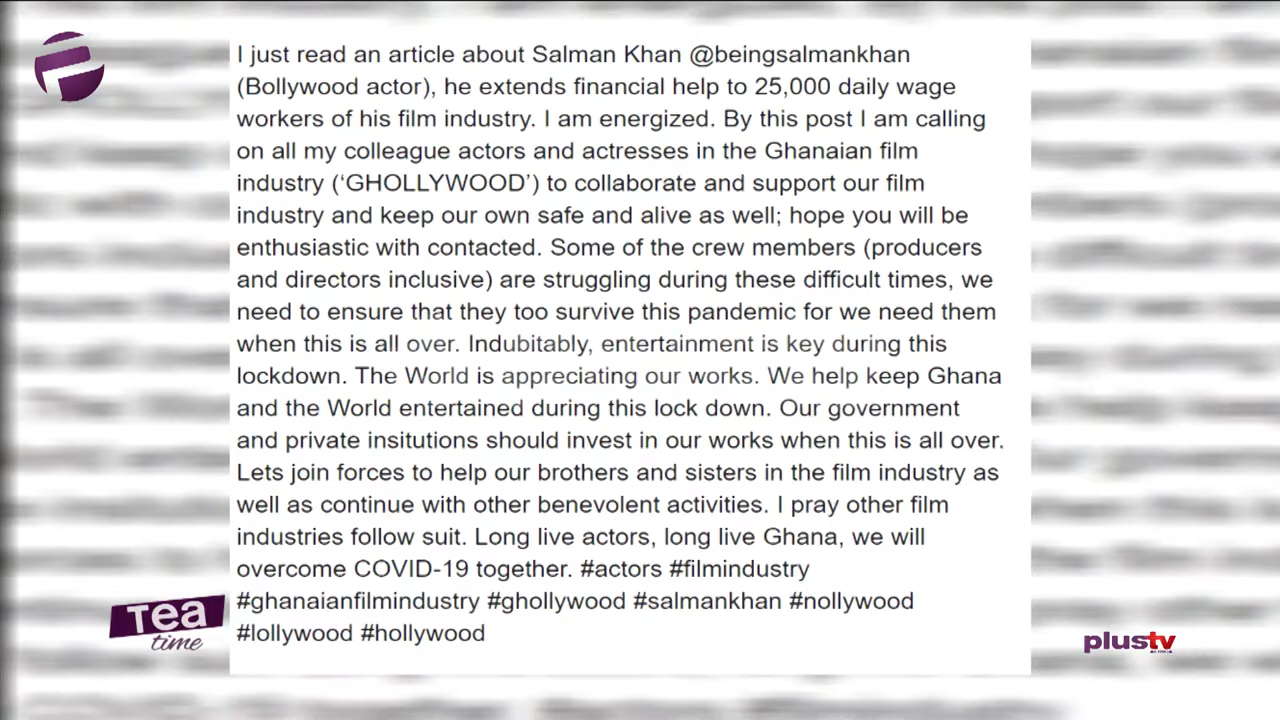 I just read an article about Salman Khan @beingsalmankhan
(Bollywood actor), he extends financial help to 25,000 daily wage
workers of his film industry. I am energized. By this post I am calling
on all my colleague actors and actresses in the Ghanaian film
industry (‘GHOLLYWOOD’) to collaborate and support our film
industry and keep our own safe and alive as well; hope you will be
enthusiastic with contacted. Some of the crew members (producers
and directors inclusive) are struggling during these difficult times, we
need to ensure that they too survive this pandemic for we need them
when this is all over. Indubitably, entertainment is key during this
lockdown. The World is appreciating our works. We help keep Ghana
and the World entertained during this lock down. Our government
and private insitutions should invest in our works when this is all over.
Lets join forces to help our brothers and sisters in the film industry as
well as continue with other benevolent activities. I pray other film
industries follow suit. Long live actors, long live Ghana, we will
overcome COVID-19 together. #actors #filmindustry
#ghanaianfilmindustry #ghollywood #salmankhan #nollywood
#lollywood #hollywood
Tea
time
plustv